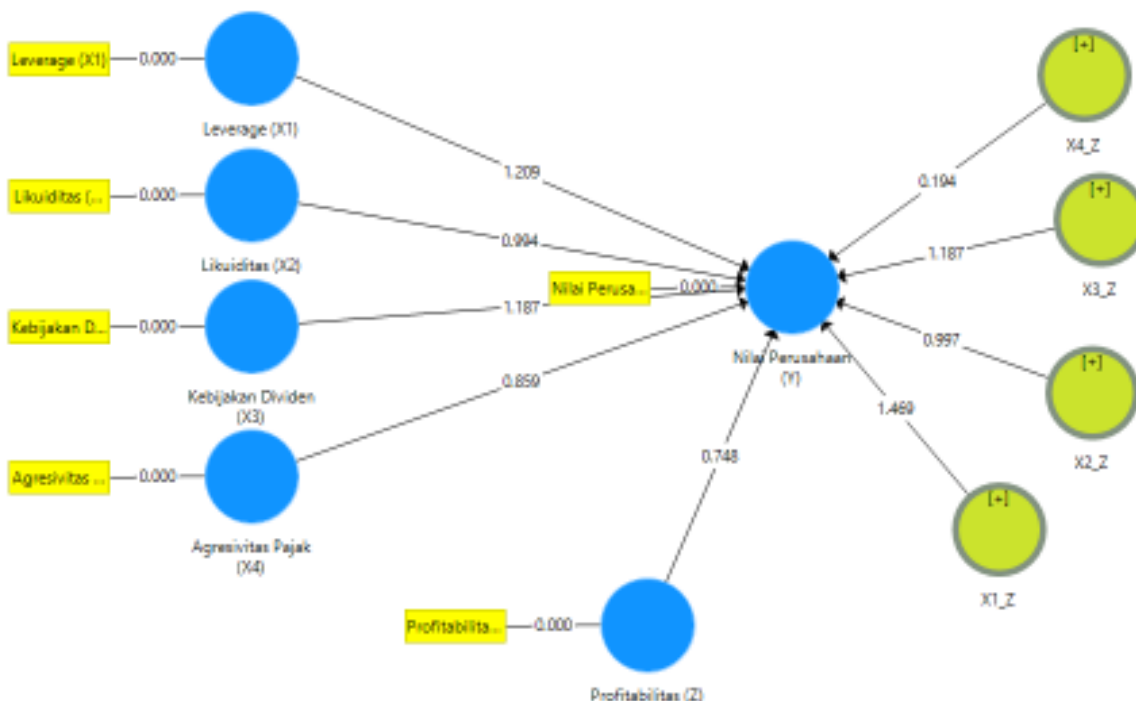 Leverage (X1)
0.000
Leverage (X1)
1.209
Likuiditas (...
0.000
Likuiditas (X2)
0.994
Kebijakan D...
0.000
Kebijakan Dividen
(X3)
1.187
Agresivitas ...
0.000
Agresivitas Pajak
(X4)
0.859
Nilai Perusa...
0.000
Nilai Perusahaan
(Y)
Profitabilita...
0.000
Profitabilitas (Z)
0.748
[+]
X4_Z
0.194
[+]
X3_Z
1.187
[+]
X2_Z
0.997
[+]
X1_Z
1.469